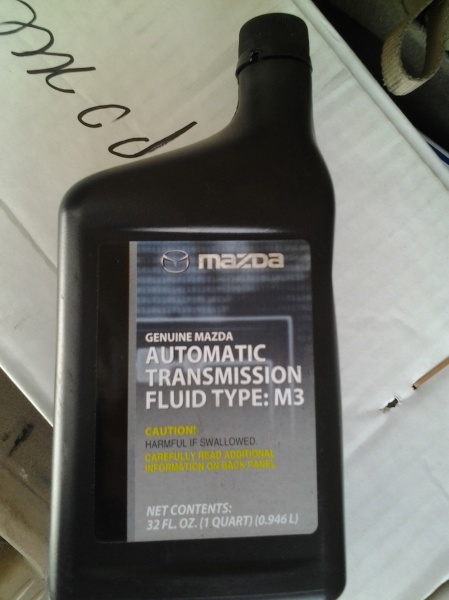 mazda
GENUINE MAZDA
AUTOMATIC
TRANSMISSION
FLUID TYPE: M3
CAUTION!
HARMFUL IF SWALLOWED.
CAREFULLY READ ADDITIONAL
INFORMATION ON BACK PANEL.
NET CONTENTS:
32 FL. OZ. (1 QUART) (0.946 L)